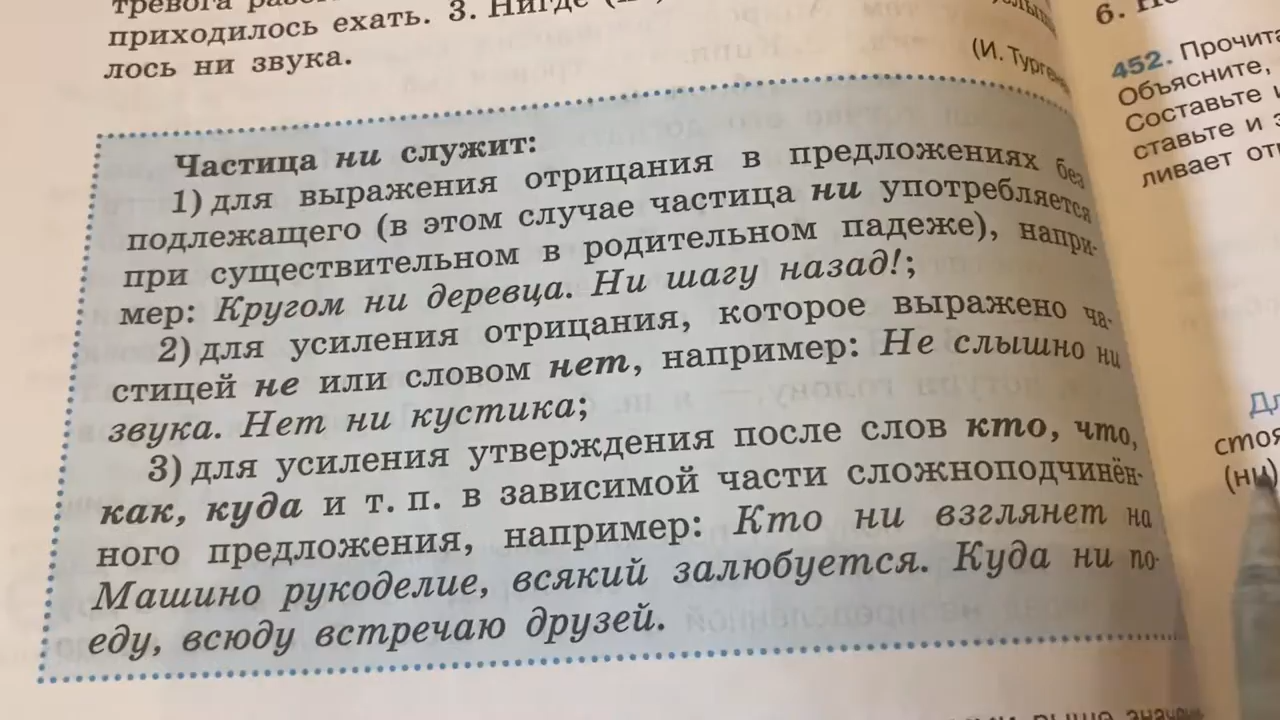 приходилось ехать. 3. Нигде
лось ни звука.
(И. Турген
Частица ни служит:
1) для выражения отрицания в предложениях без
подлежащего (в этом случае частица ни употребляется
при существительном в родительном падеже), напри-
мер: Кругом ни деревца. Ни шагу назад!;
2) для усиления отрицания, которое выражено ча-
стицей не или словом нет, например: Не слышно ни
звука. Нет ни кустика;
3) для усиления утверждения после слов кто, что,
как, куда и т. п. в зависимой части сложноподчинён-
ного предложения, например: Кто ни взглянет на
Машино рукоделие, всякий залюбуется. Куда ни по-
еду, всюду встречаю друзей.
6.
452. Прочита
Объясните,
Составьте
ставьте и
ливает от
стоя
(ни)